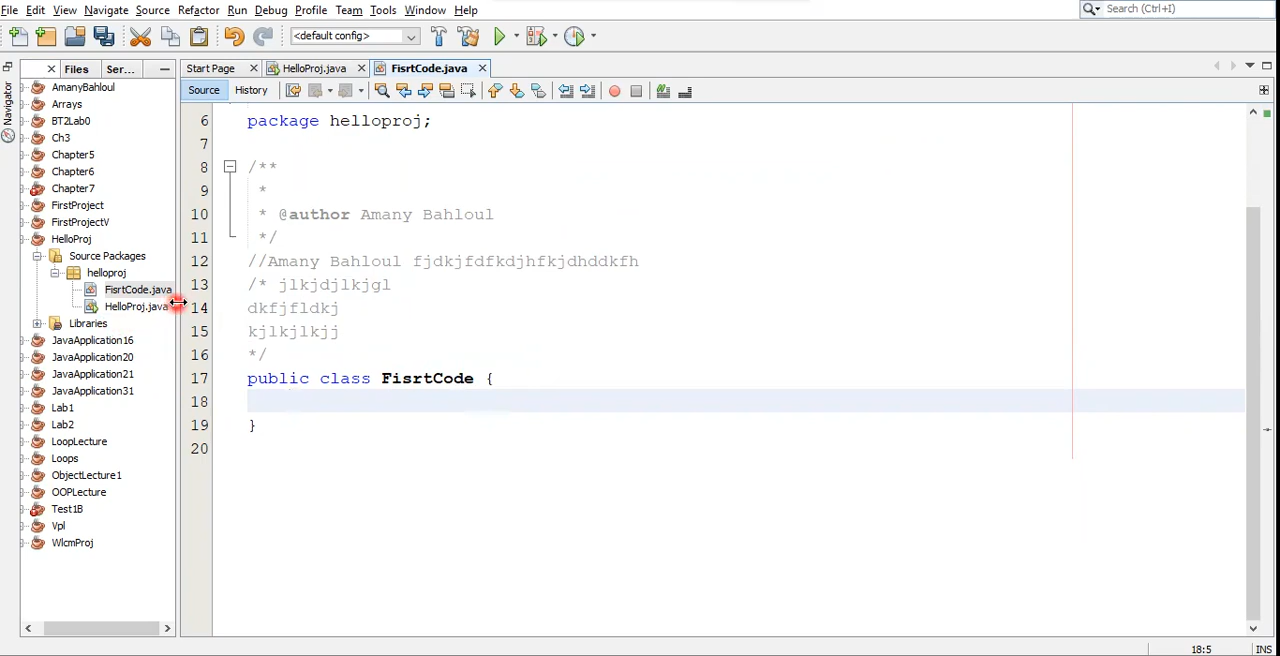 File Edit View Navigate Source Refactor Run Debug Profile Team Tools Window Help
Search (Ctrl+I)
<default config>
Files Ser...
Start Page HelloProj.java FisrtCode.java
Source History
Navigator
AmanyBahloul
Arrays
BT2Lab0
Ch3
Chapter5
Chapter6
Chapter7
FirstProject
FirstProjectV
HelloProj
Source Packages
helloproj
FisrtCode.java
HelloProj.java
Libraries
JavaApplication16
JavaApplication20
JavaApplication21
JavaApplication31
Lab1
Lab2
LoopLecture
Loops
ObjectLecture1
OOPLecture
Test1B
Vpl
WlcmProj
6 package helloproj;
7
8 /**
9 *
10 * @author Amany Bahloul
11 */
12 //Amany Bahloul fjdkjfdfkdjhfkjdhddkfh
13 /* jlkjdjlkjgl
14 dkfjfldkj
15 kjlkjlkjj
16 */
17 public class FisrtCode {
18
19 }
20
18:5 INS